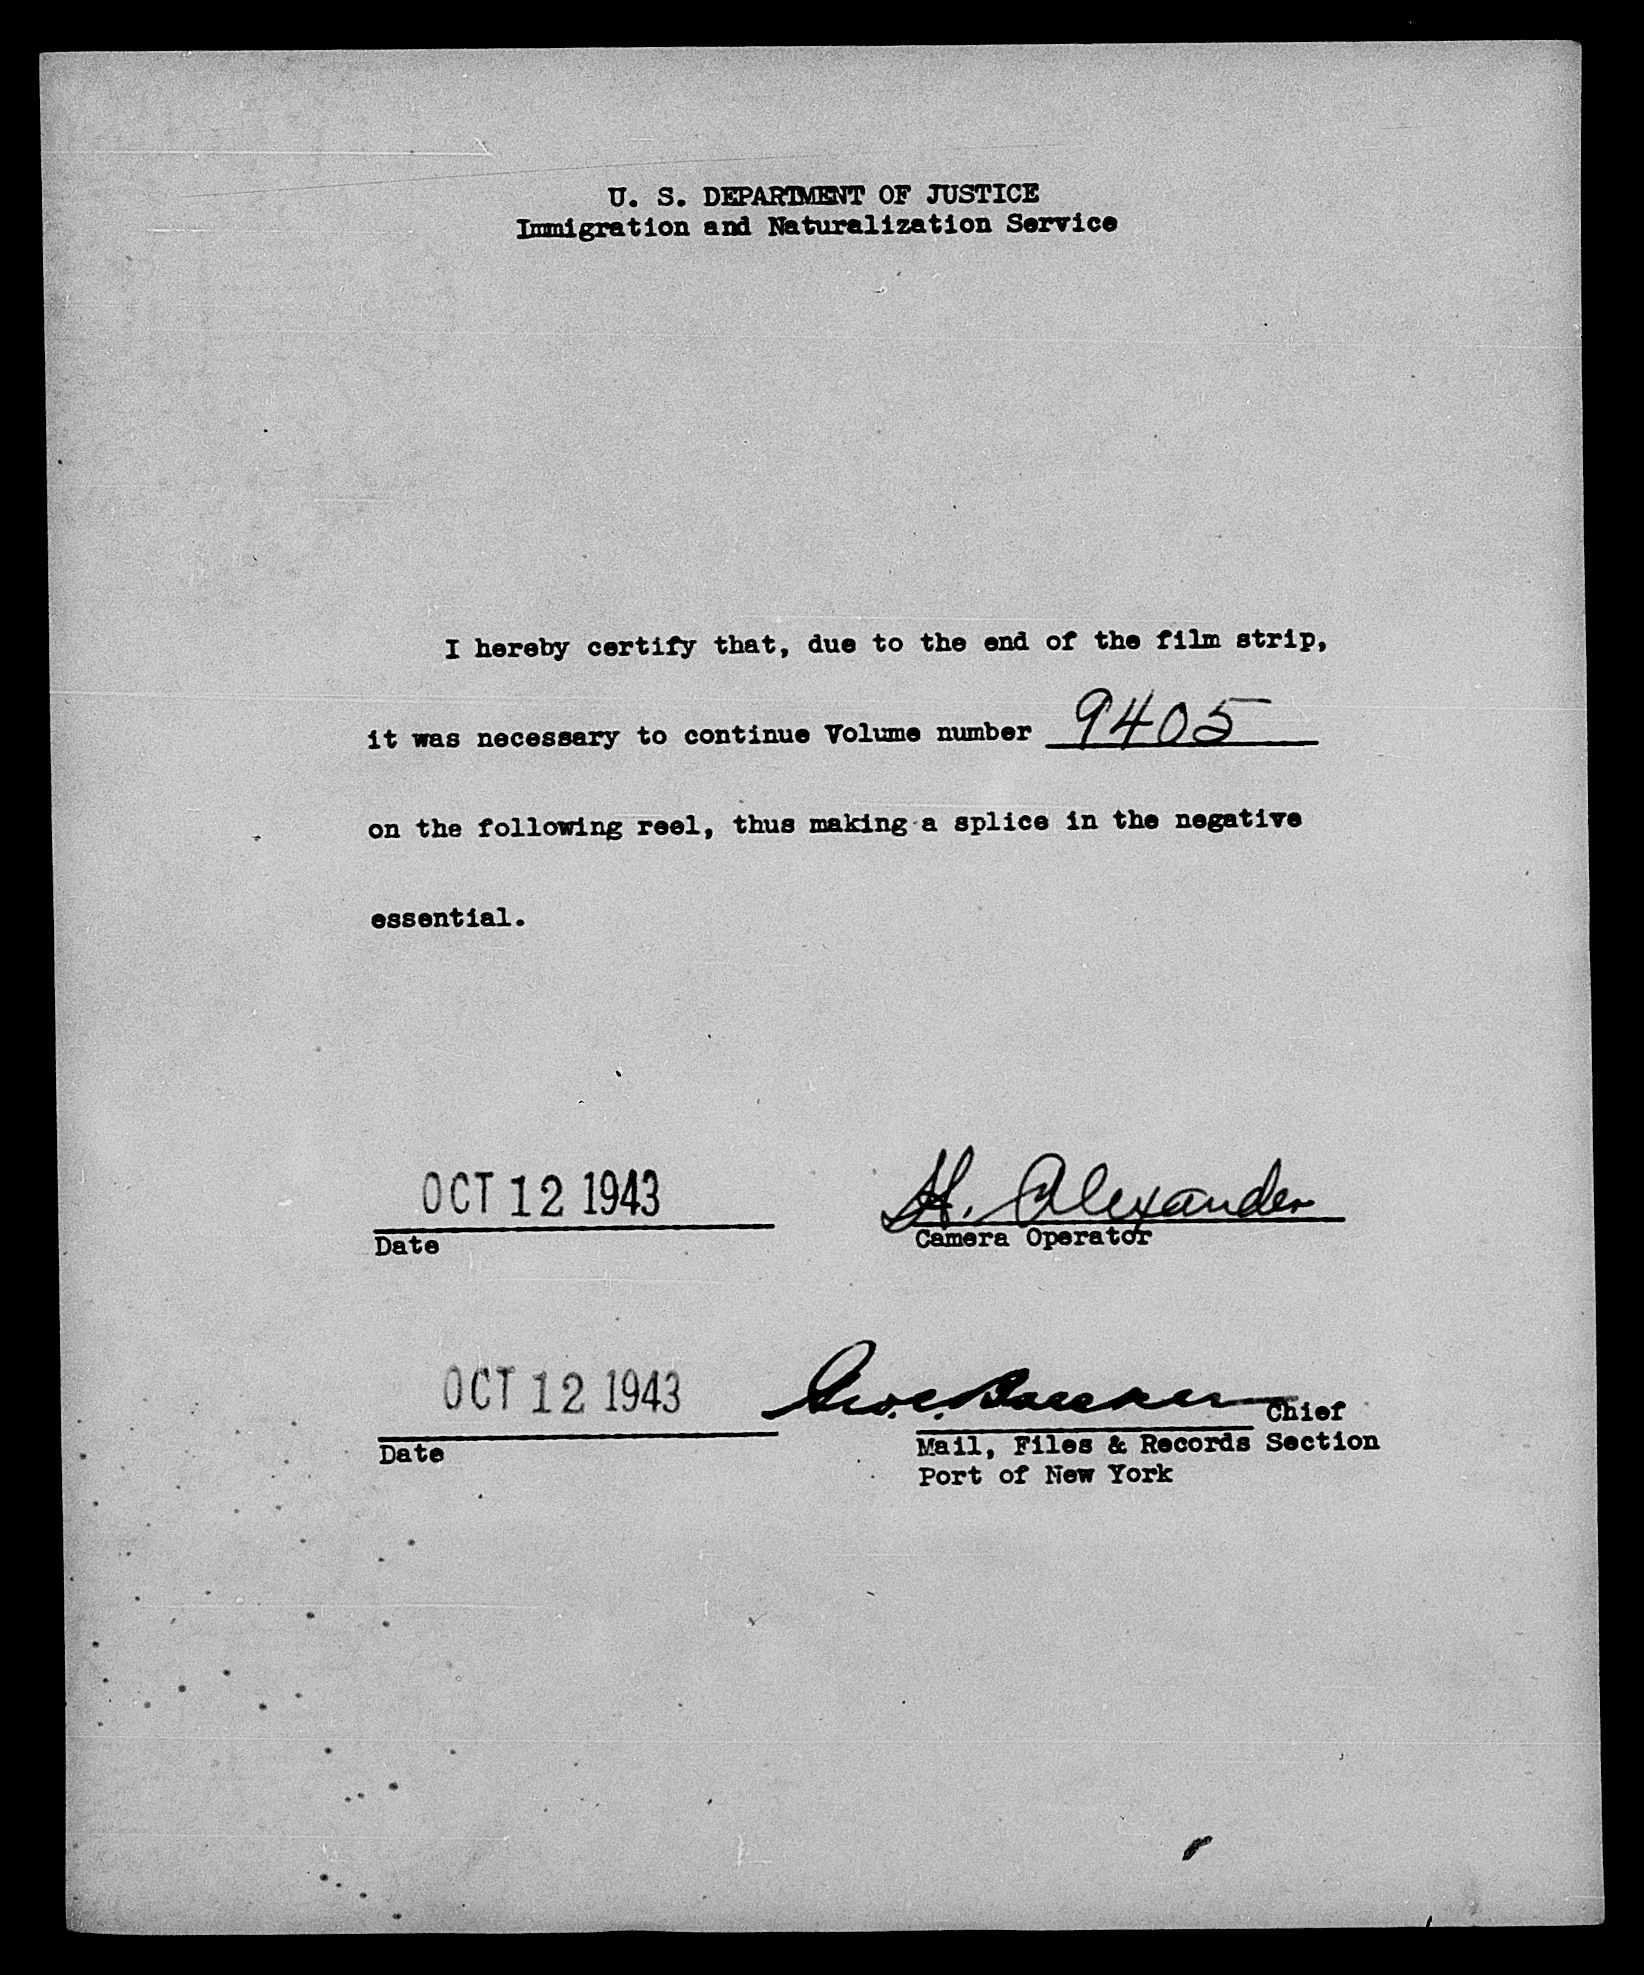 U. S. DEPARTMENT OF JUSTICE
Immigration and Naturalization Service
I hereby certify that, due to the end of the film strip,
it was necessary to continue Volume number 9405
on the following reel, thus making a splice in the negative
essential.
OCT 12 1943
H. Alexander
Date
Camera Operator
OCT 12 1943
Geo. C.
Chief
Date
Mail, Files & Records Section
Port of New York